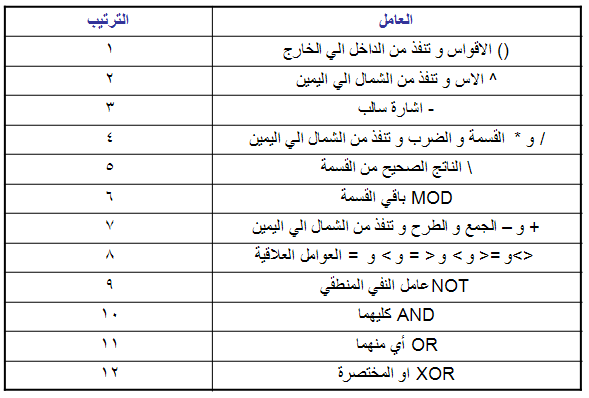 العامل الترتيب
() الاقواس و تنفذ من الداخل الي الخارج ١
^ الاس و تنفذ من الشمال الي اليمين ٢
- اشارة سالب ٣
/ و * القسمة و الضرب و تنفذ من الشمال الي اليمين ٤
\ الناتج الصحيح من القسمة ٥
MOD باقي القسمة ٦
+ و – الجمع و الطرح و تنفذ من الشمال الي اليمين ٧
<>و =< و > و < = و > و = العوامل العلاقية ٨
NOTعامل النفي المنطقي ٩
AND كليهما ١٠
OR أي منهما ١١
XOR او المختصرة ١٢